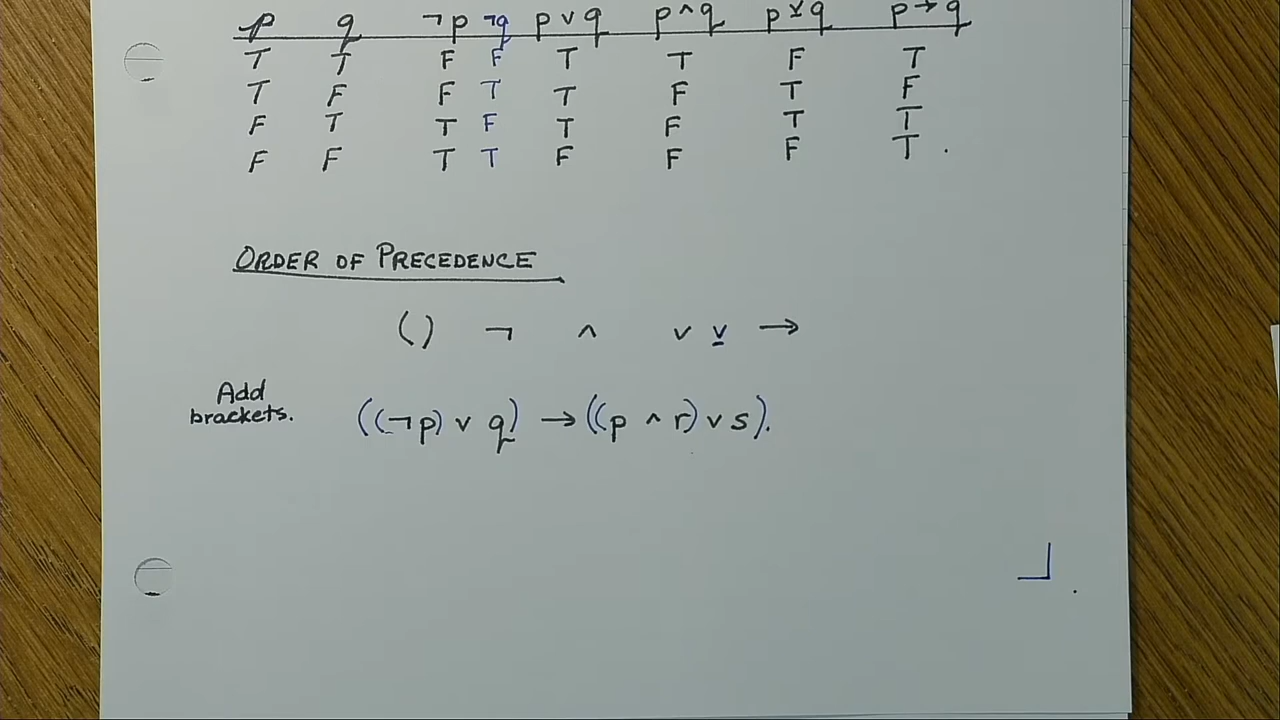 p q ¬p ¬q p ∨ q p ∧ q p ⊻ q p → q
T T F F T T F T
T F F T T F T F
F T T F T F T T
F F T T F F F T .
ORDER OF PRECEDENCE
( ) ¬ ∧ ∨ ⊻ →
Add
brackets.
((¬p) ∨ q) → ((p ∧ r) ∨ s).